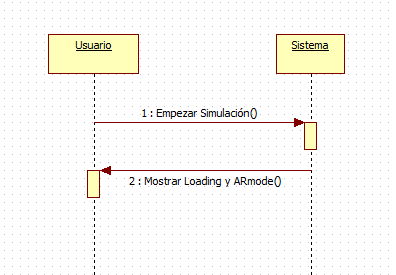 Usuario
Sistema
1 : Empezar Simulación()
2 : Mostrar Loading y ARmode()